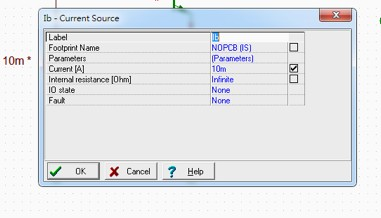 Ib - Current Source
Label Ib
Footprint Name NOPCB (IS)
Parameters (Parameters)
10m *
Current [A] 10m
Internal resistance [Ohm] Infinite
IO state None
Fault None
OK Cancel ? Help